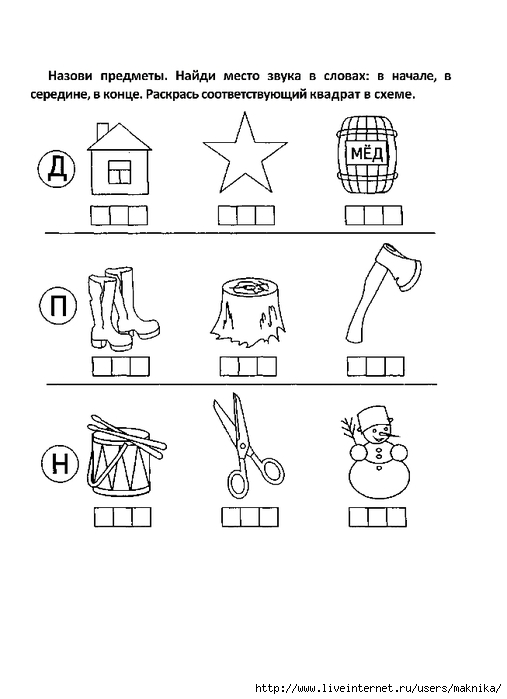 Назови предметы. Найди место звука в словах: в начале, в
середине, в конце. Раскрась соответствующий квадрат в схеме.
Д
МЁД
П
Н
http://www.liveinternet.ru/users/maknika/